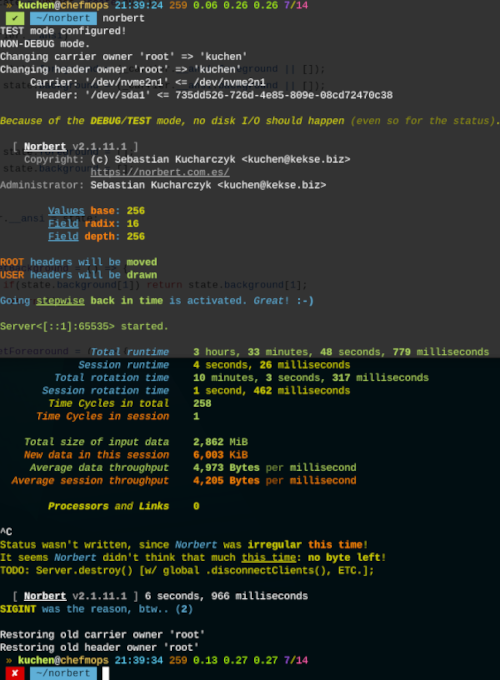 » kuchen@chefmops 21:39:24 259 0.06 0.26 0.26 7/14
✔ ~/norbert norbert
TEST mode configured!
NON-DEBUG mode.
Changing carrier owner 'root' => 'kuchen'
Changing header owner 'root' => 'kuchen'
Carrier: '/dev/nvme2n1' <= /dev/nvme2n1
Header: '/dev/sda1' <= 735dd526-726d-4e85-809e-08cd72470c38
Because of the DEBUG/TEST mode, no disk I/O should happen (even so for the status).
[ Norbert v2.1.11.1 ]
Copyright: (c) Sebastian Kucharczyk <kuchen@kekse.biz>
https://norbert.com.es/
Administrator: Sebastian Kucharczyk <kuchen@kekse.biz>
Values base: 256
Field radix: 16
Field depth: 256
ROOT headers will be moved
USER headers will be drawn
if(state.background[1]) return state.background[1];
Going stepwise back in time is activated. Great! :-)
Server<[::1]:65535> started.
Total runtime 3 hours, 33 minutes, 48 seconds, 779 milliseconds
Session runtime 4 seconds, 26 milliseconds
Total rotation time 10 minutes, 3 seconds, 317 milliseconds
Session rotation time 1 second, 462 milliseconds
Time Cycles in total 258
Time Cycles in session 1
Total size of input data 2,862 MiB
New data in this session 6,003 KiB
Average data throughput 4,973 Bytes per millisecond
Average session throughput 4,205 Bytes per millisecond
Processors and Links 0
^C
Status wasn't written, since Norbert was irregular this time!
It seems Norbert didn't think that much this time: no byte left!
TODO: Server.destroy() [w/ global .disconnectClients(), ETC.];
[ Norbert v2.1.11.1 ] 6 seconds, 966 milliseconds
SIGINT was the reason, btw.. (2)
Restoring old carrier owner 'root'
Restoring old header owner 'root'
» kuchen@chefmops 21:39:34 259 0.13 0.27 0.27 7/14
✘ ~/norbert